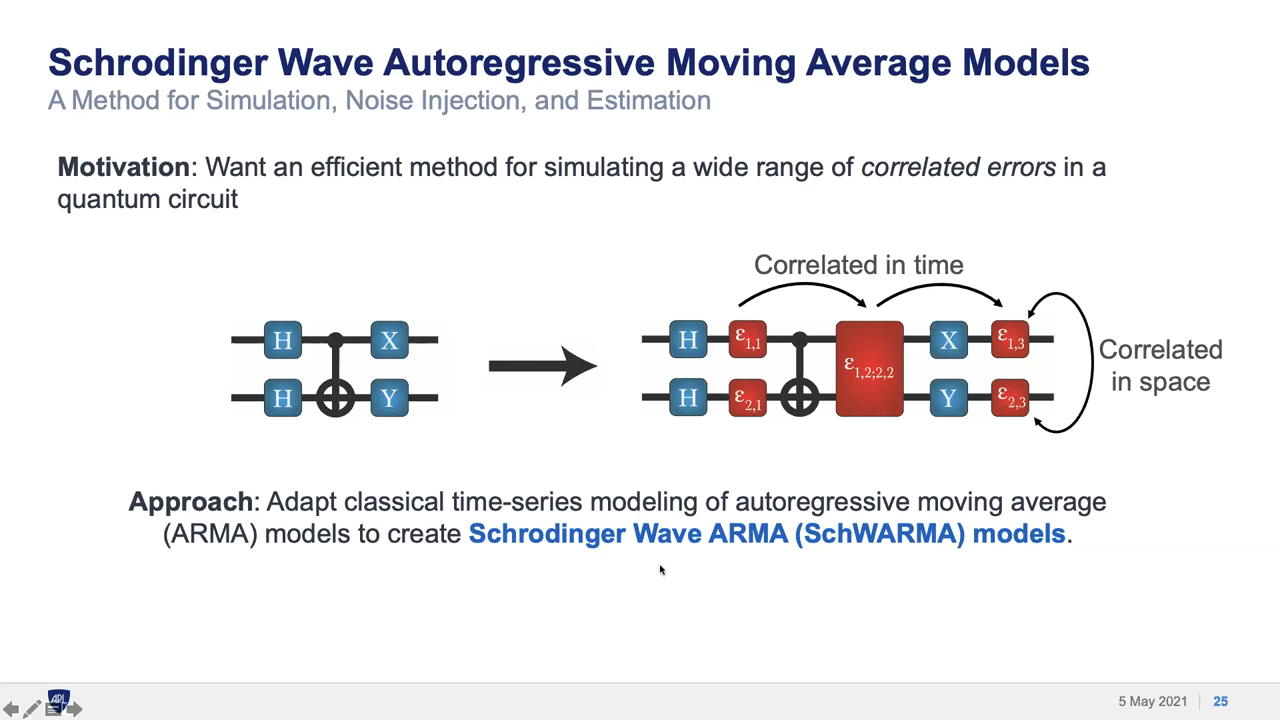 Schrodinger Wave Autoregressive Moving Average Models
A Method for Simulation, Noise Injection, and Estimation
Motivation: Want an efficient method for simulating a wide range of correlated errors in a
quantum circuit
Correlated in time
H X H ε1,1 ε1,2;2,2 X ε1,3
H Y H ε2,1 Y ε2,3
Correlated
in space
Approach: Adapt classical time-series modeling of autoregressive moving average
(ARMA) models to create Schrodinger Wave ARMA (SchWARMA) models.
APL
5 May 2021 | 25